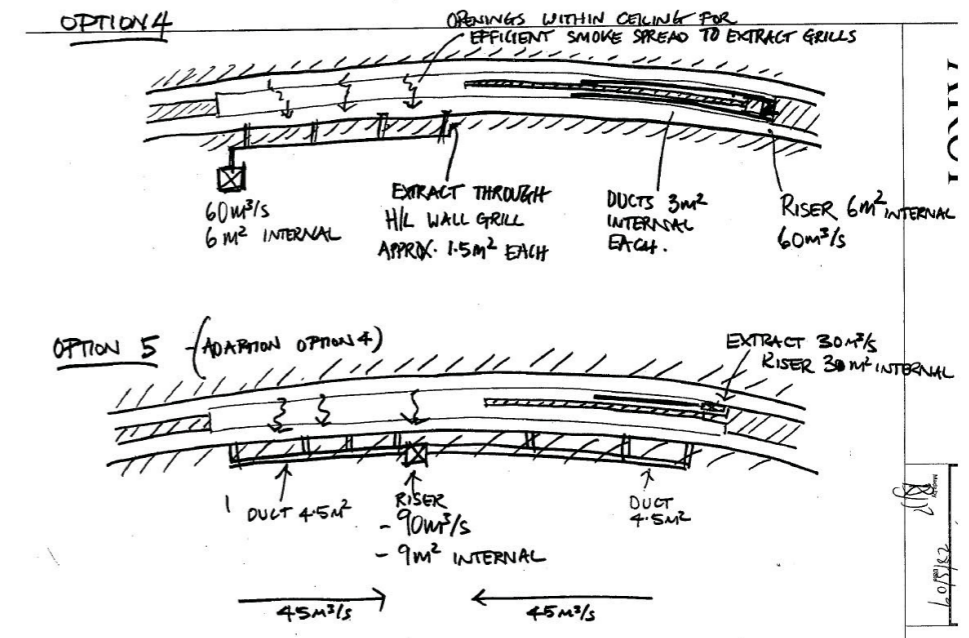 OPTION 4
OPENINGS WITHIN CEILING FOR
EFFICIENT SMOKE SPREAD TO EXTRACT GRILLS
60m³/s
6m² INTERNAL
EXTRACT THROUGH
H/L WALL GRILL
APPROX. 1.5m² EACH
DUCTS 3m²
INTERNAL
EACH.
RISER 6m² INTERNAL
60m³/s
OPTION 5 - (ADAPTION OPTION 4)
EXTRACT 30m³/s
RISER 30m² INTERNAL
DUCT 4.5m²
RISER
- 90m³/s
- 9m² INTERNAL
DUCT
4.5m²
45m³/s
45m³/s